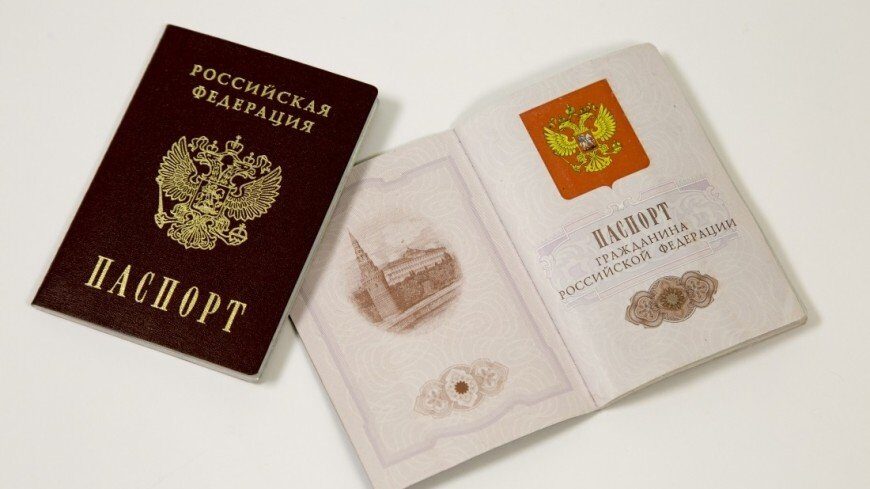 РОССИЙСКАЯ
ФЕДЕРАЦИЯ
ПАСПОРТ
ПАСПОРТ
ГРАЖДАНИНА
РОССИЙСКОЙ ФЕДЕРАЦИИ